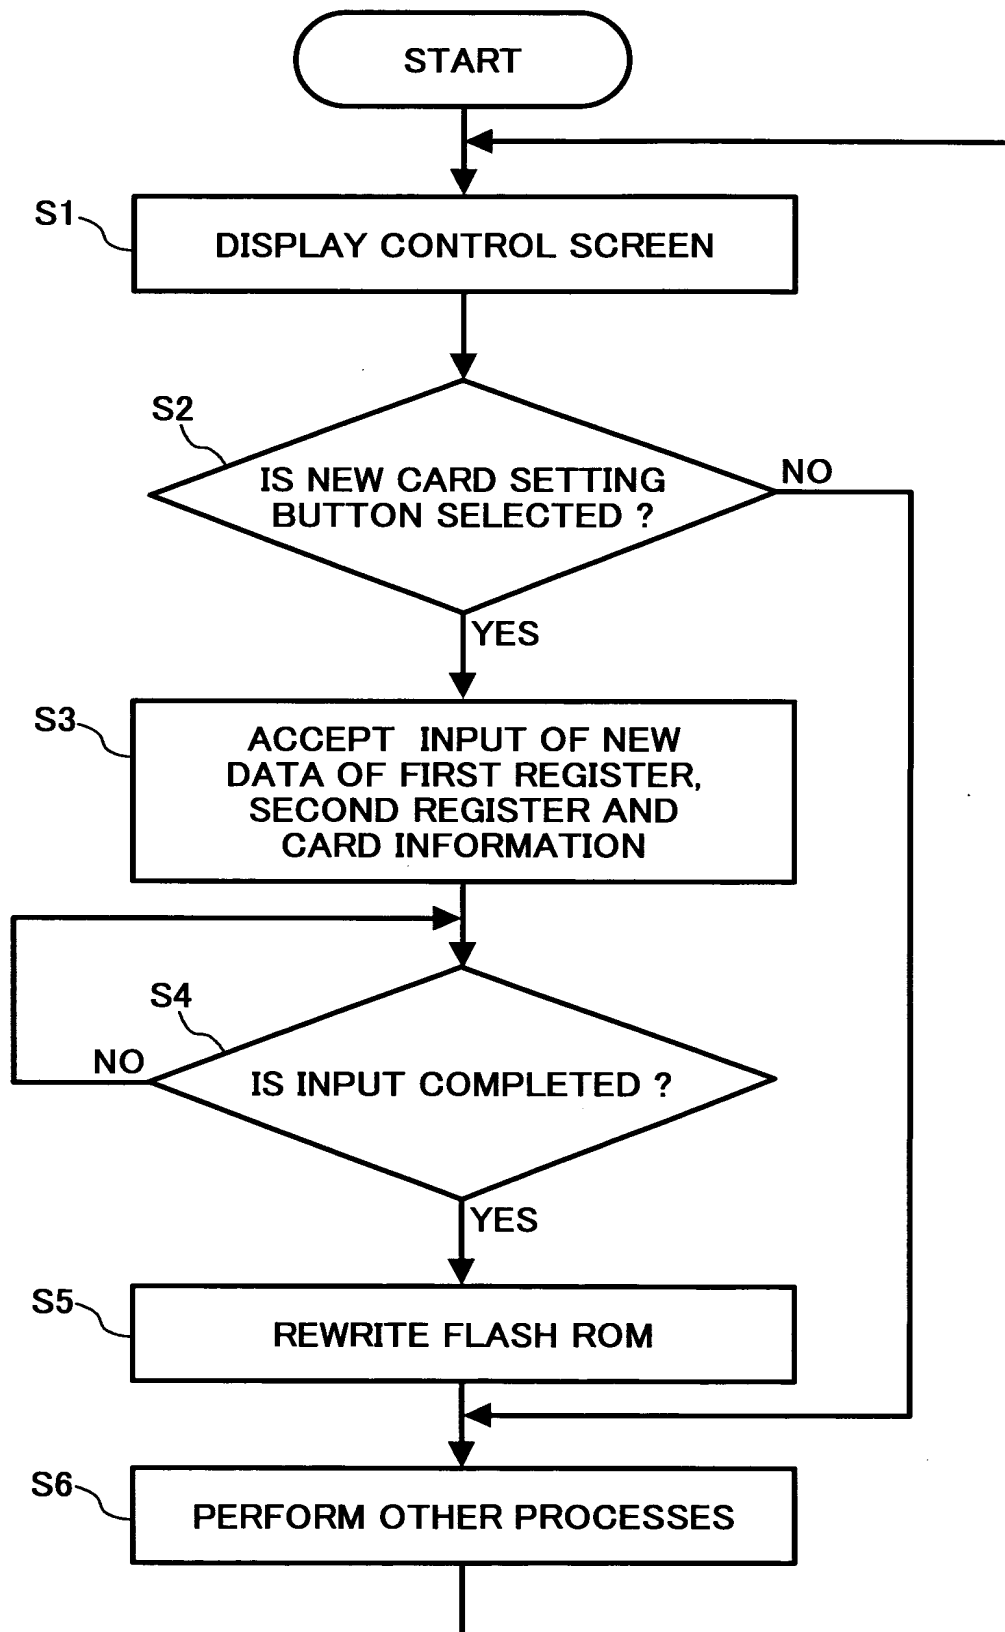 START
S1
DISPLAY CONTROL SCREEN
S2
IS NEW CARD SETTING
BUTTON SELECTED ?
NO
YES
S3
ACCEPT INPUT OF NEW
DATA OF FIRST REGISTER,
SECOND REGISTER AND
CARD INFORMATION
S4
NO
IS INPUT COMPLETED ?
YES
S5
REWRITE FLASH ROM
S6
PERFORM OTHER PROCESSES